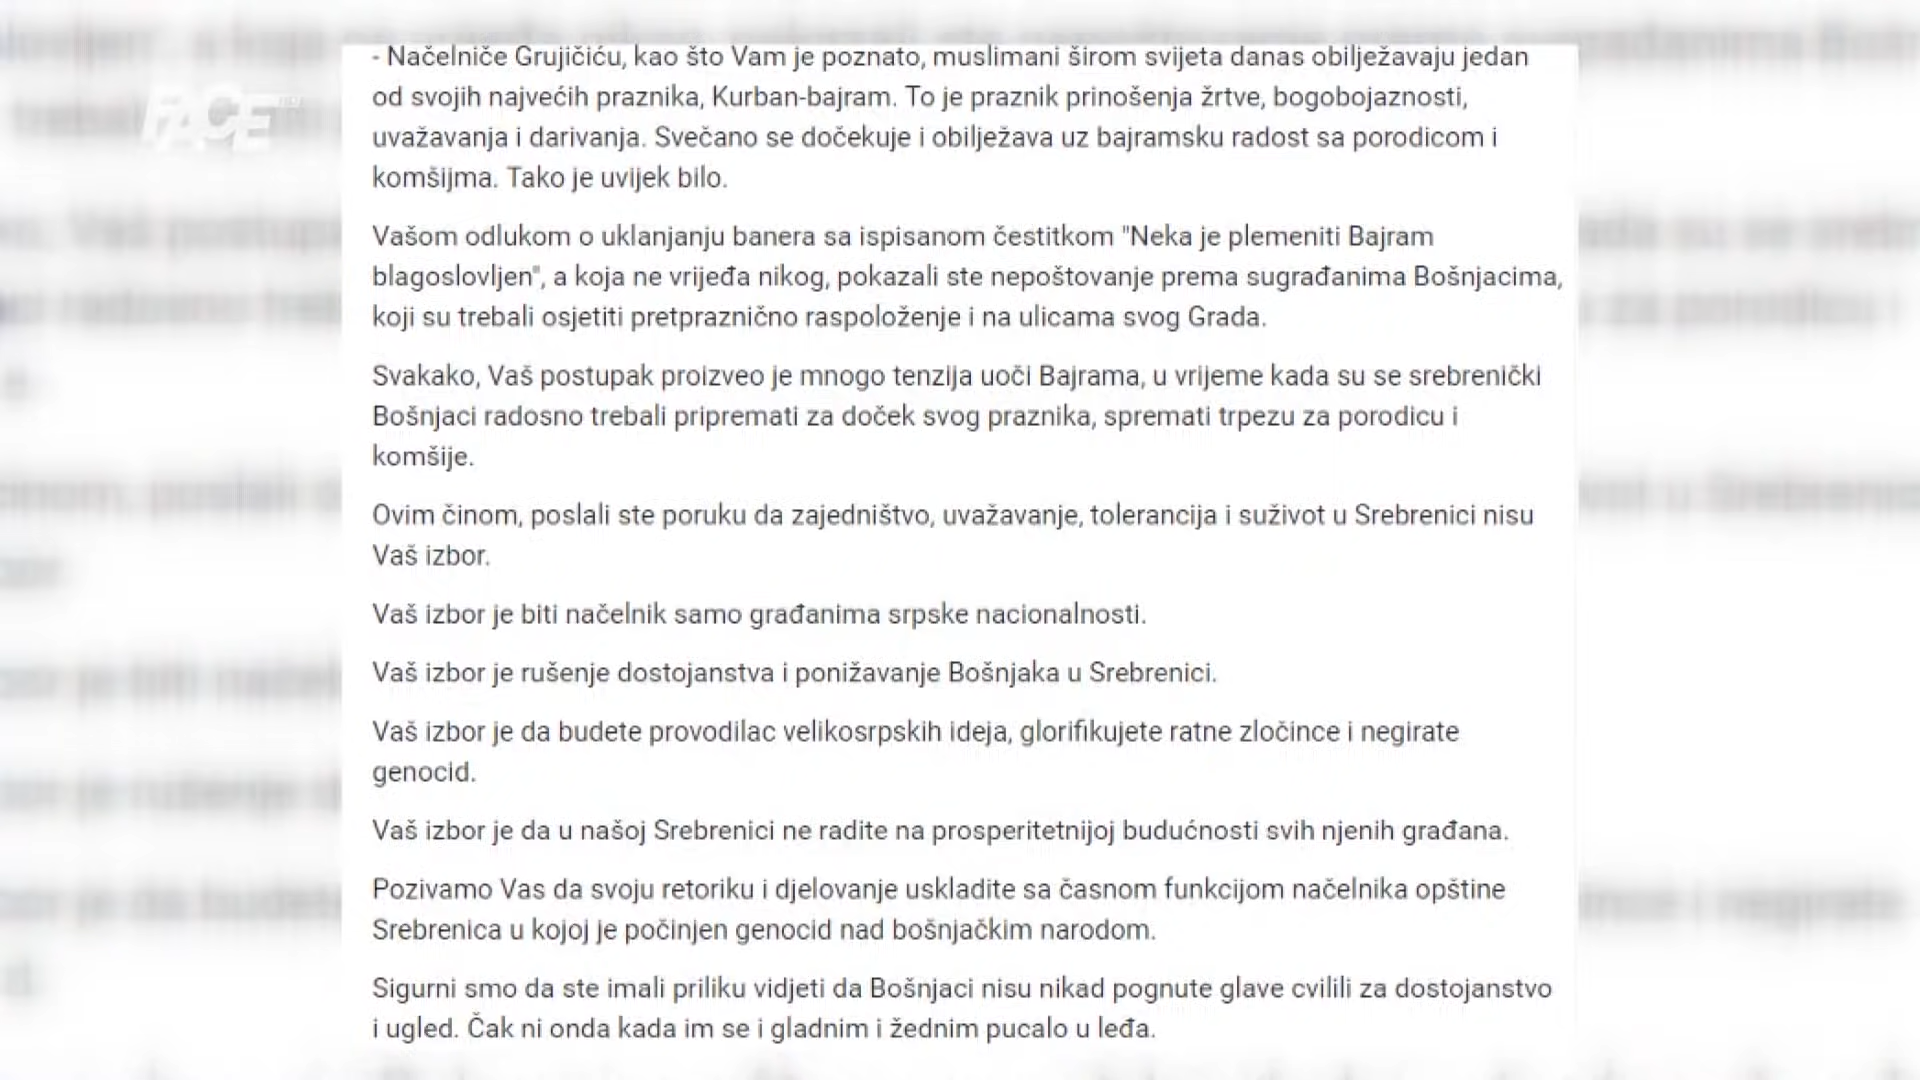 - Načelniče Grujičiću, kao što Vam je poznato, muslimani širom svijeta danas obilježavaju jedan
od svojih najvećih praznika, Kurban-bajram. To je praznik prinošenja žrtve, bogobojaznosti,
uvažavanja i darivanja. Svečano se dočekuje i obilježava uz bajramsku radost sa porodicom i
komšijma. Tako je uvijek bilo.
Vašom odlukom o uklanjanju banera sa ispisanom čestitkom "Neka je plemeniti Bajram
blagoslovljen", a koja ne vrijeđa nikog, pokazali ste nepoštovanje prema sugrađanima Bošnjacima,
koji su trebali osjetiti pretpraznično raspoloženje i na ulicama svog Grada.
Svakako, Vaš postupak proizveo je mnogo tenzija uoči Bajrama, u vrijeme kada su se srebrenički
Bošnjaci radosno trebali pripremati za doček svog praznika, spremati trpezu za porodicu i
komšije.
Ovim činom, poslali ste poruku da zajedništvo, uvažavanje, tolerancija i suživot u Srebrenici nisu
Vaš izbor.
Vaš izbor je biti načelnik samo građanima srpske nacionalnosti.
Vaš izbor je rušenje dostojanstva i ponižavanje Bošnjaka u Srebrenici.
Vaš izbor je da budete provodilac velikosrpskih ideja, glorifikujete ratne zločince i negirate
genocid.
Vaš izbor je da u našoj Srebrenici ne radite na prosperitetnijoj budućnosti svih njenih građana.
Pozivamo Vas da svoju retoriku i djelovanje uskladite sa časnom funkcijom načelnika opštine
Srebrenica u kojoj je počinjen genocid nad bošnjačkim narodom.
Sigurni smo da ste imali priliku vidjeti da Bošnjaci nisu nikad pognute glave cvilili za dostojanstvo
i ugled. Čak ni onda kada im se i gladnim i žednim pucalo u leđa.
FACE